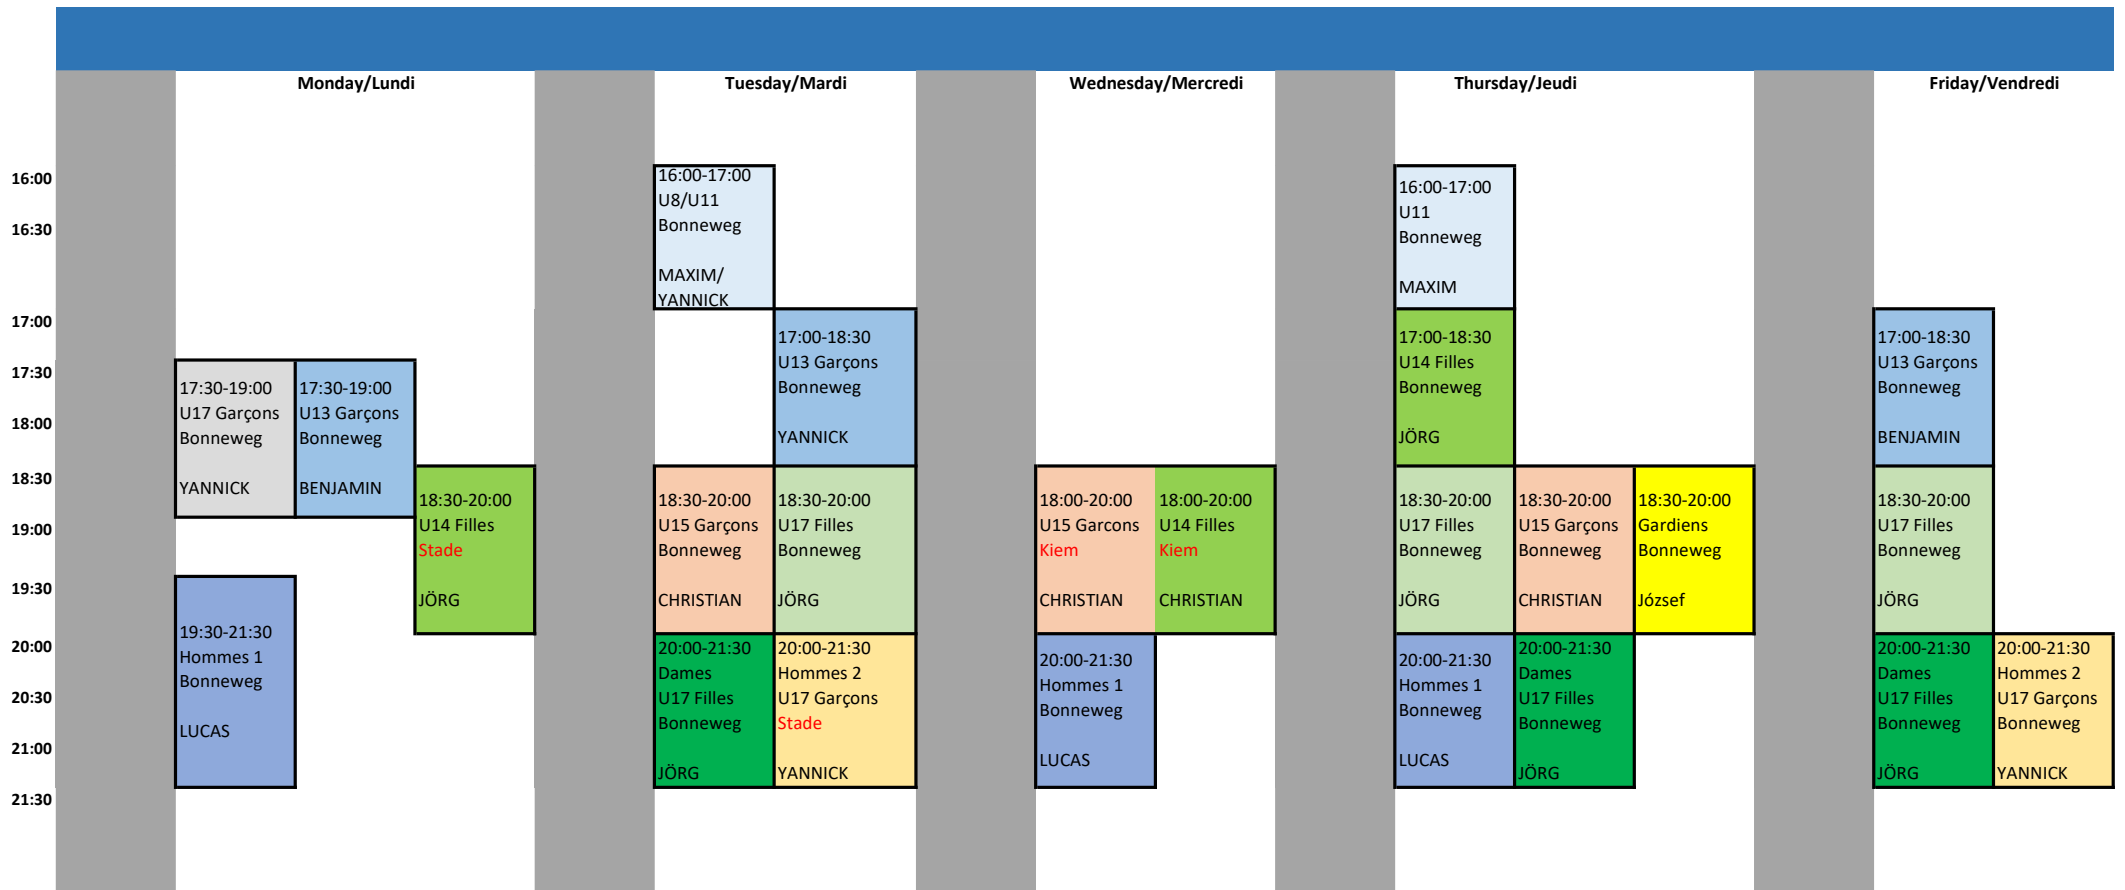 Monday/Lundi
Tuesday/Mardi
Wednesday/Mercredi
Thursday/Jeudi
Friday/Vendredi
16:00
16:30
17:00
17:30
18:00
18:30
19:00
19:30
20:00
20:30
21:00
21:30
17:30-19:00
U17 Garçons
Bonneweg
YANNICK
17:30-19:00
U13 Garçons
Bonneweg
BENJAMIN
18:30-20:00
U14 Filles
Stade
JÖRG
19:30-21:30
Hommes 1
Bonneweg
LUCAS
16:00-17:00
U8/U11
Bonneweg
MAXIM/
YANNICK
17:00-18:30
U13 Garçons
Bonneweg
YANNICK
18:30-20:00
U15 Garçons
Bonneweg
CHRISTIAN
18:30-20:00
U17 Filles
Bonneweg
JÖRG
20:00-21:30
Dames
U17 Filles
Bonneweg
JÖRG
20:00-21:30
Hommes 2
U17 Garçons
Stade
YANNICK
18:00-20:00
U15 Garcons
Kiem
CHRISTIAN
18:00-20:00
U14 Filles
Kiem
CHRISTIAN
20:00-21:30
Hommes 1
Bonneweg
LUCAS
16:00-17:00
U11
Bonneweg
MAXIM
17:00-18:30
U14 Filles
Bonneweg
JÖRG
18:30-20:00
U17 Filles
Bonneweg
JÖRG
18:30-20:00
U15 Garçons
Bonneweg
CHRISTIAN
18:30-20:00
Gardiens
Bonneweg
József
20:00-21:30
Hommes 1
Bonneweg
LUCAS
20:00-21:30
Dames
U17 Filles
Bonneweg
JÖRG
17:00-18:30
U13 Garçons
Bonneweg
BENJAMIN
18:30-20:00
U17 Filles
Bonneweg
JÖRG
20:00-21:30
Dames
U17 Filles
Bonneweg
JÖRG
20:00-21:30
Hommes 2
U17 Garçons
Bonneweg
YANNICK